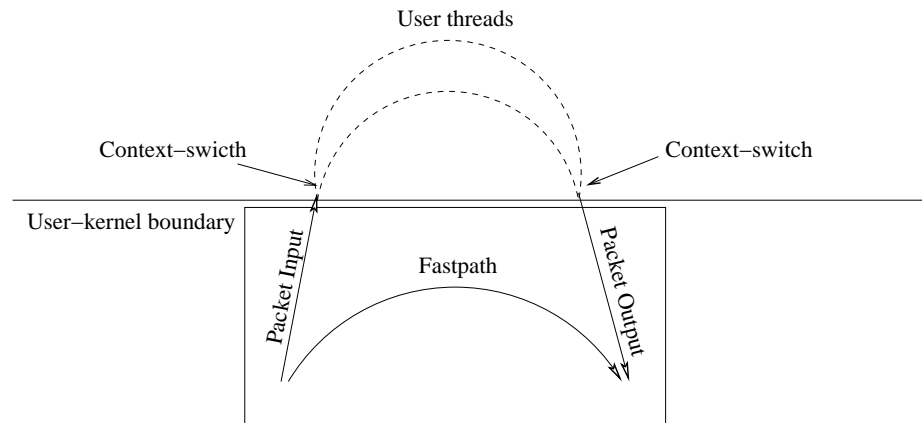 User threads
Context−swicth
Context−switch
User−kernel boundary
Packet Input
Fastpath
Packet Output